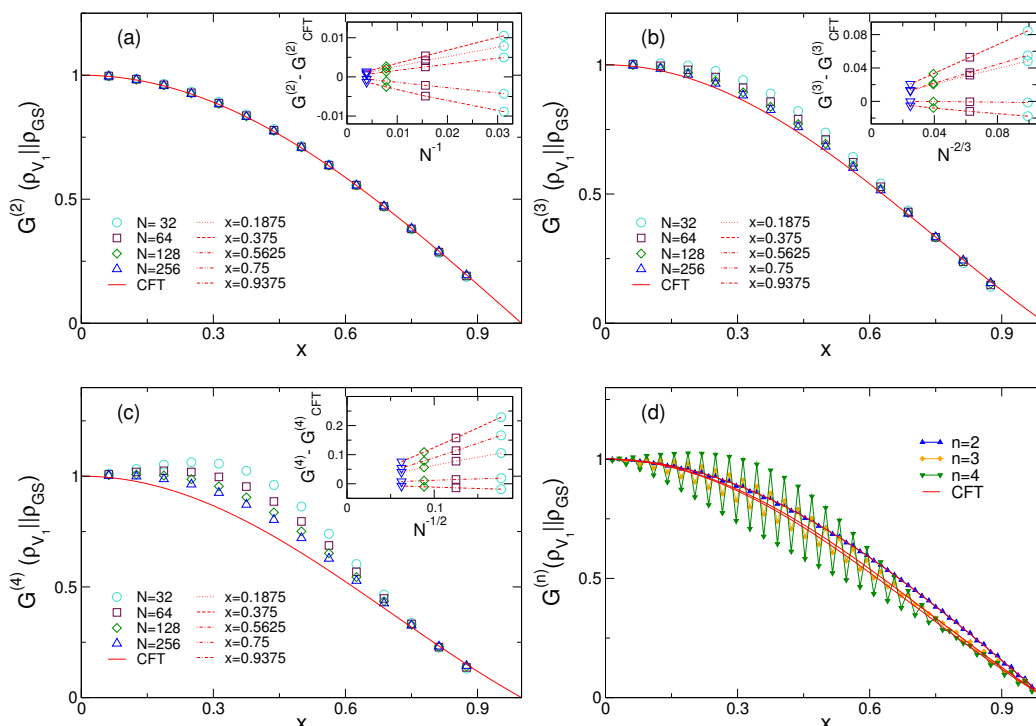 (a)
G^(2) (ρ_V₁||ρ_GS)
1
0.5
0
0 0.3 0.6 0.9
x
N= 32
N=64
N=128
N=256
CFT
x=0.1875
x=0.375
x=0.5625
x=0.75
x=0.9375
G^(2)- G^(2)_CFT
0.01
0
-0.01
0 0.01 0.02 0.03
N^-1
(b)
G^(3) (ρ_V₁||ρ_GS)
1
0.5
0
0 0.3 0.6 0.9
x
N= 32
N=64
N=128
N=256
CFT
x=0.1875
x=0.375
x=0.5625
x=0.75
x=0.9375
G^(3)- G^(3)_CFT
0.08
0.04
0
0 0.04 0.08
N^-2/3
(c)
G^(4) (ρ_V₁||ρ_GS)
1
0.5
0
0 0.3 0.6 0.9
x
N=32
N=64
N=128
N=256
CFT
x=0.1875
x=0.375
x=0.5625
x=0.75
x=0.9375
G^(4)- G^(4)_CFT
0.2
0.1
0
0 0.1
N^-1/2
(d)
G^(n)(ρ_V₁||ρ_GS)
1
0.5
0
0 0.3 0.6 0.9
x
n=2
n=3
n=4
CFT